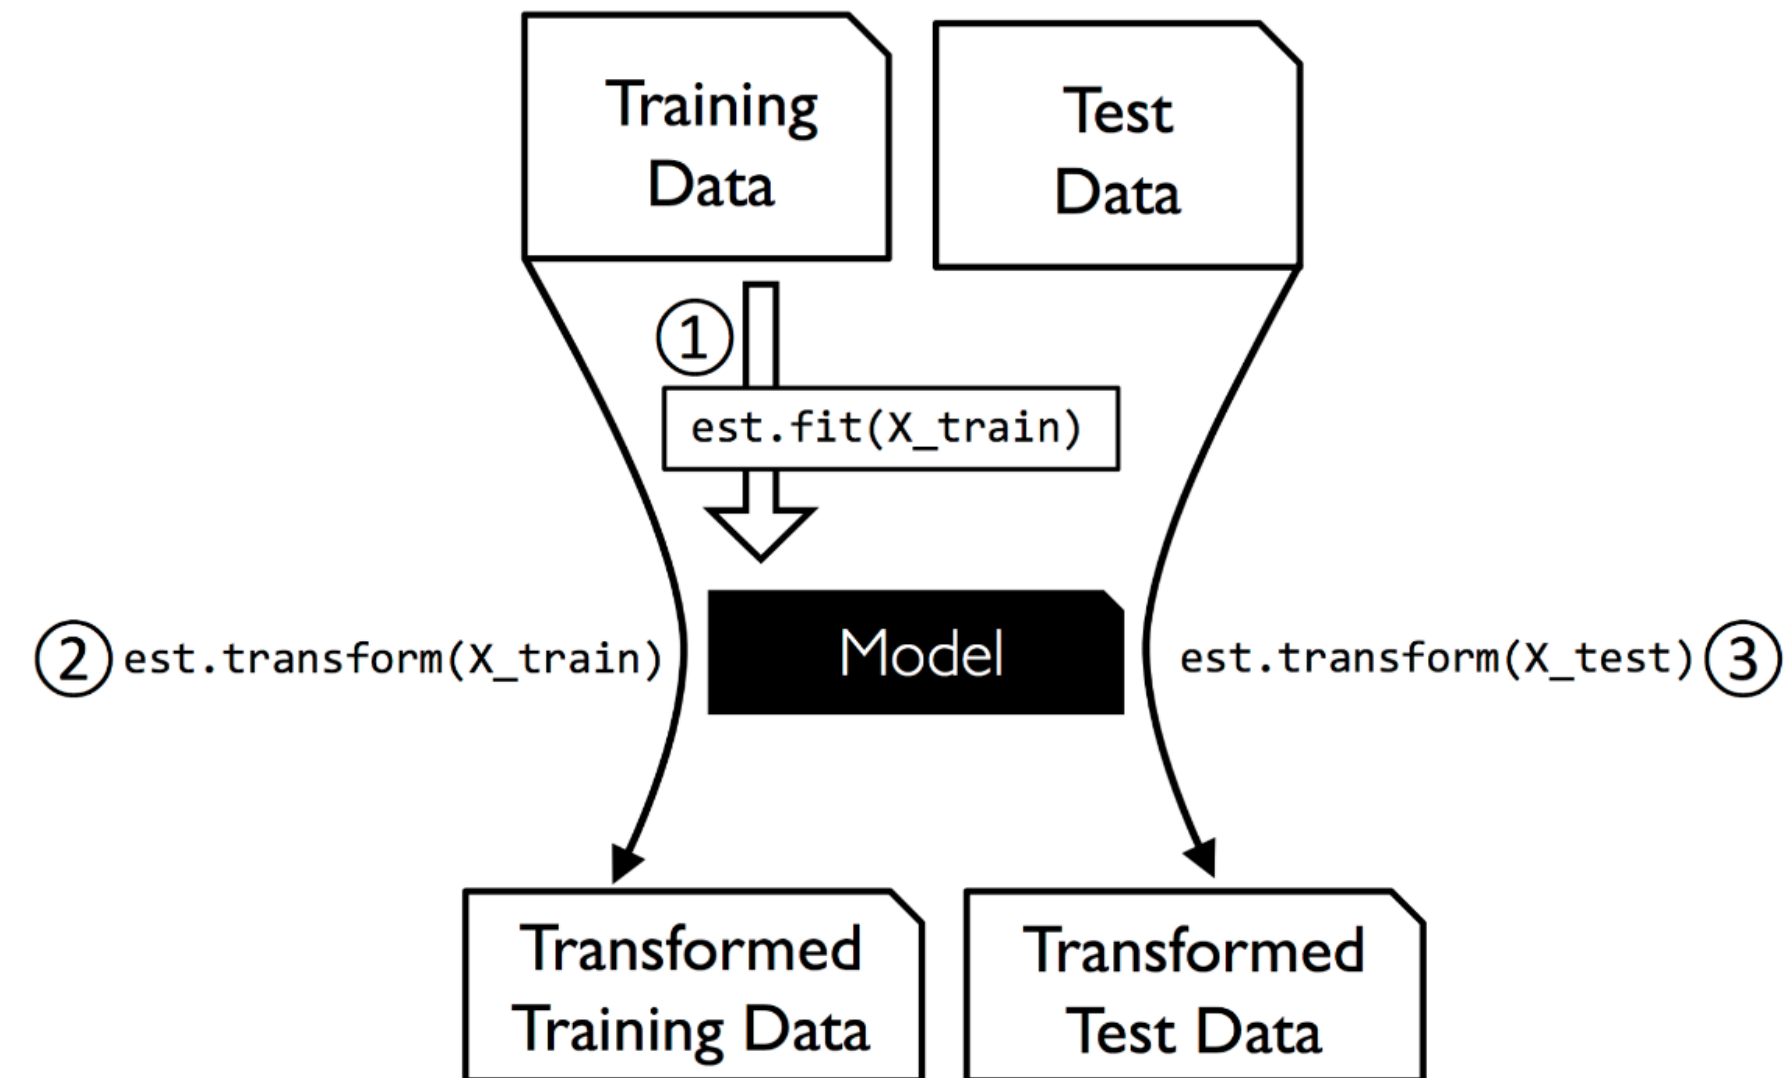 Training
Data
Test
Data
①
est.fit(X_train)
② est.transform(X_train)
Model
est.transform(X_test) ③
Transformed
Training Data
Transformed
Test Data